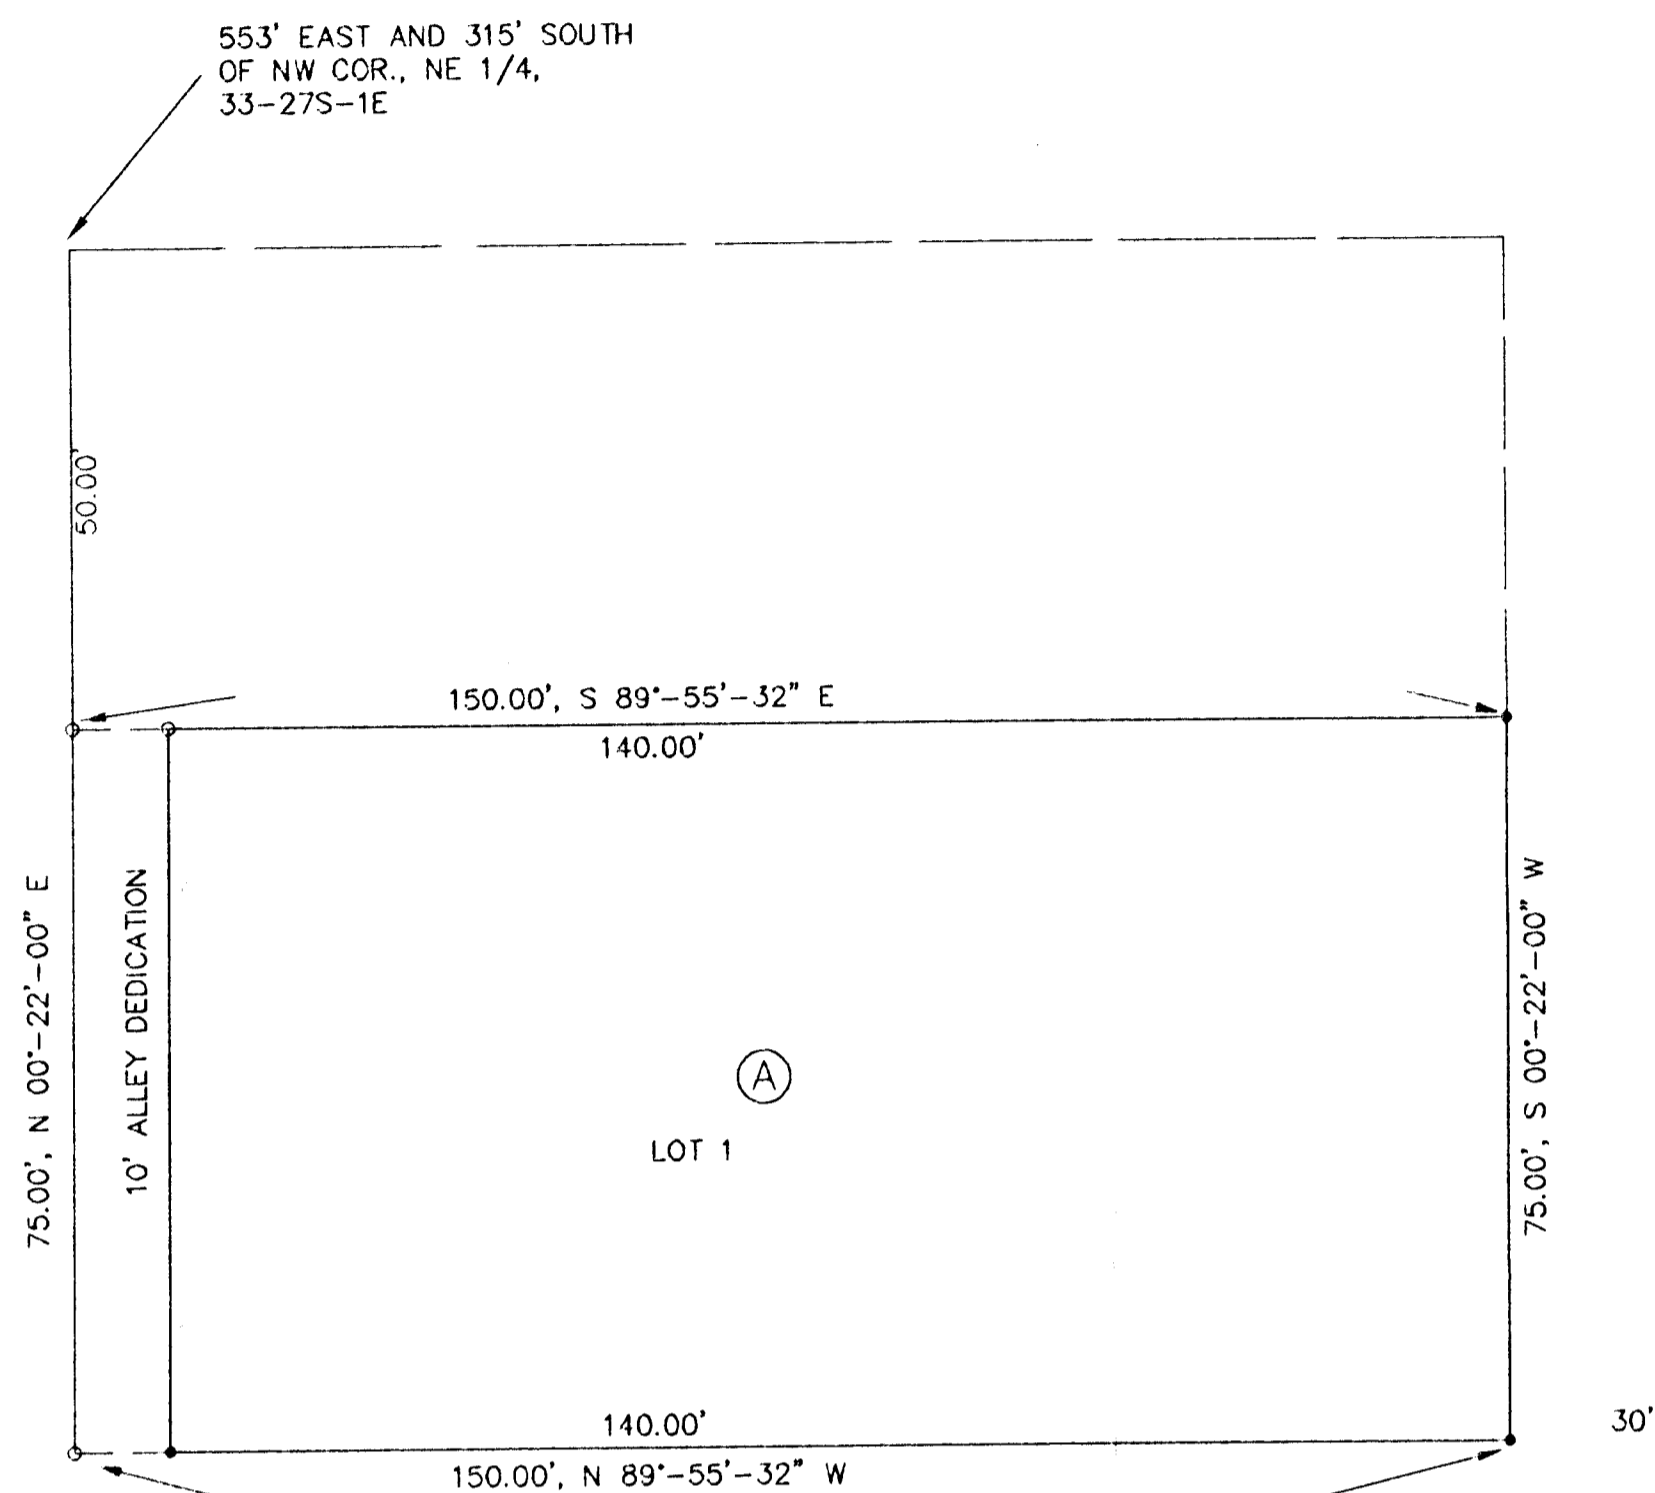 553' EAST AND 315' SOUTH
OF NW COR., NE 1/4,
33-27S-1E
50.00'
150.00', S 89°-55'-32" E
140.00'
75.00', N 00°-22'-00" E
10' ALLEY DEDICATION
75.00', S 00°-22'-00" W
A
LOT 1
140.00'
30'
150.00', N 89°-55'-32" W